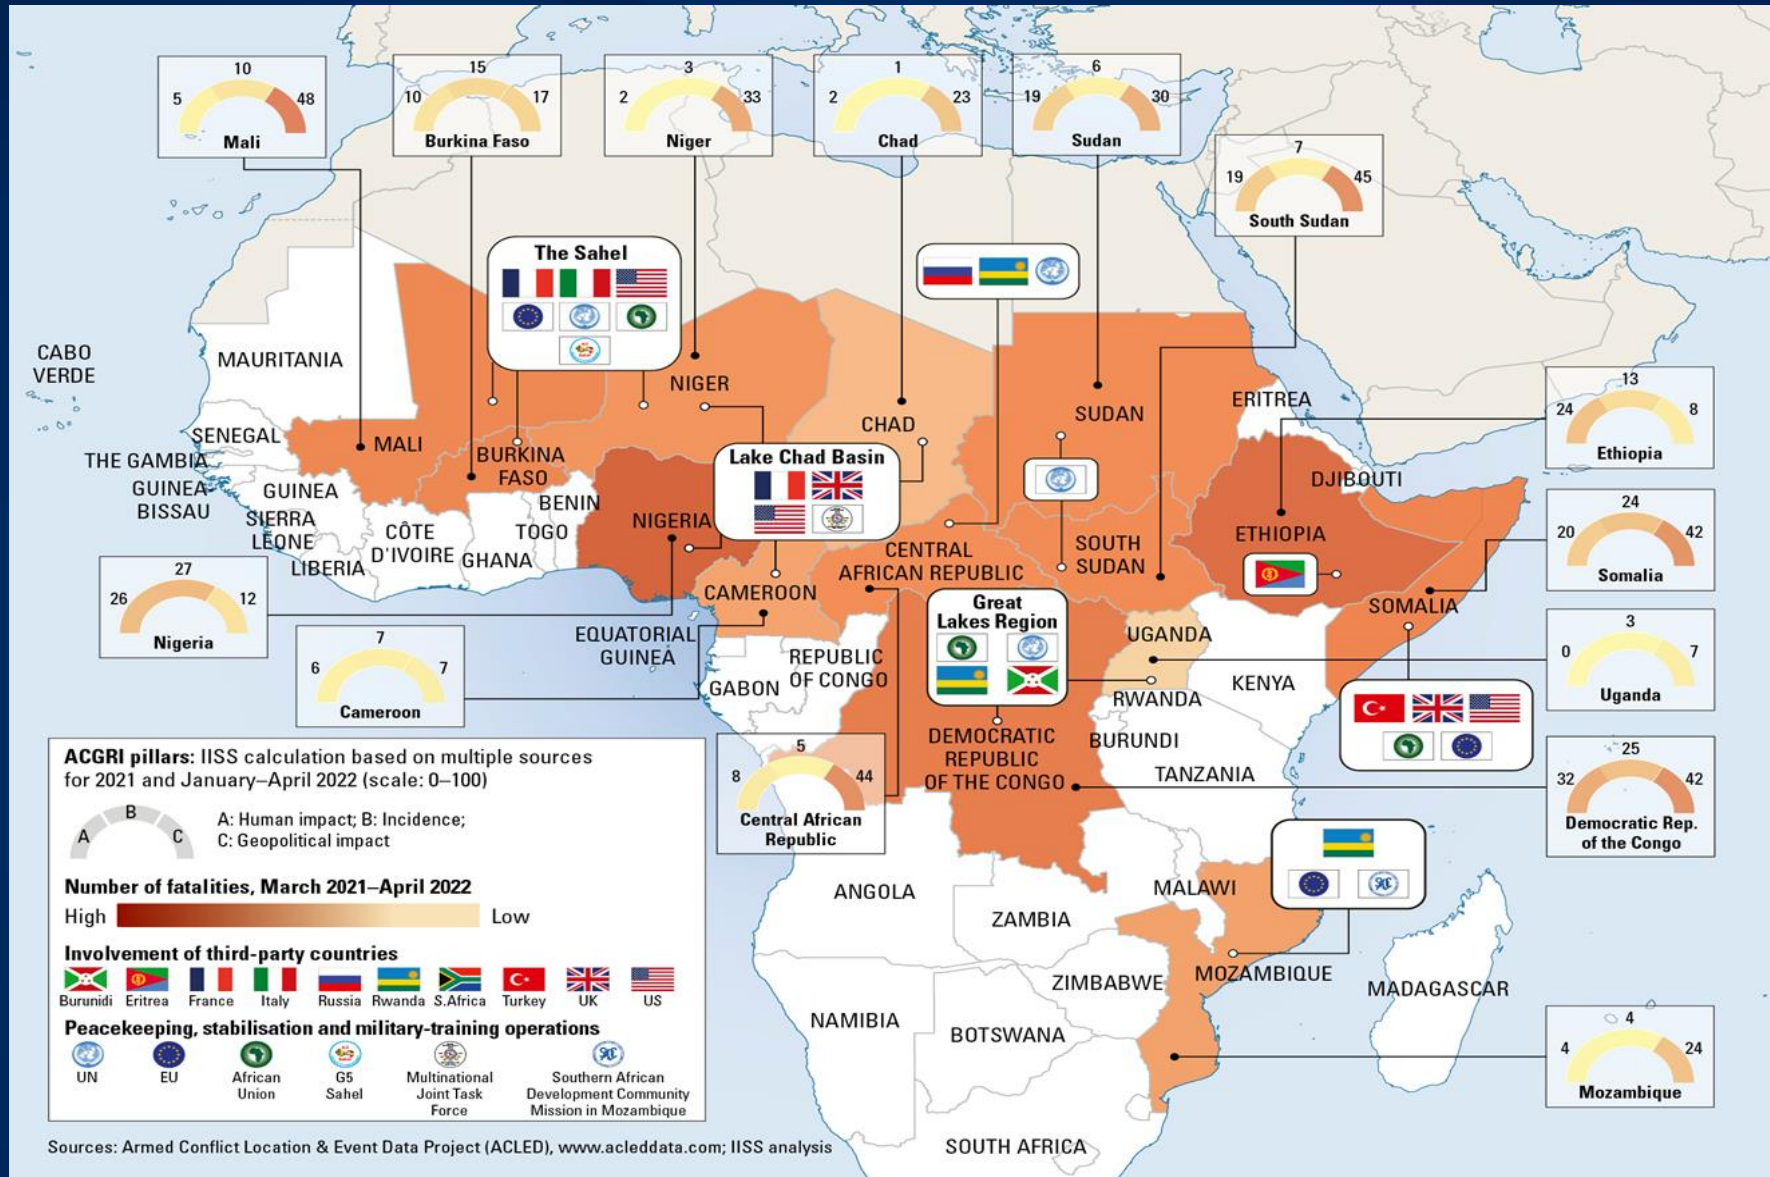 10
5
48
Mali
15
10
17
Burkina Faso
3
2
33
Niger
1
2
23
Chad
6
19
30
Sudan
7
19
45
South Sudan
The Sahel
CABO
VERDE
MAURITANIA
NIGER
CHAD
SUDAN
ERITREA
13
24
8
Ethiopia
SENEGAL
MALI
BURKINA
FASO
Lake Chad Basin
THE GAMBIA
GUINEA-
BISSAU
GUINEA
SIERRA
LEONE
LIBERIA
CÔTE
D'IVOIRE
GHANA
TOGO
BENIN
NIGERIA
DJIBOUTI
ETHIOPIA
24
20
42
Somalia
CENTRAL
AFRICAN REPUBLIC
SOUTH
SUDAN
CAMEROON
SOMALIA
27
26
12
Nigeria
EQUATORIAL
GUINEA
Great
Lakes Region
UGANDA
3
0
7
Uganda
7
6
7
Cameroon
REPUBLIC
OF CONGO
GABON
KENYA
RWANDA
BURUNDI
DEMOCRATIC
REPUBLIC
OF THE CONGO
TANZANIA
25
32
42
Democratic Rep.
of the Congo
5
8
44
Central African
Republic
ANGOLA
ZAMBIA
MALAWI
MOZAMBIQUE
ZIMBABWE
MADAGASCAR
NAMIBIA
BOTSWANA
SOUTH AFRICA
4
4
24
Mozambique
ACGRI pillars: IISS calculation based on multiple sources
for 2021 and January–April 2022 (scale: 0–100)
A
B
C
A: Human impact; B: Incidence;
C: Geopolitical impact
Number of fatalities, March 2021–April 2022
High
Low
Involvement of third-party countries
Burunidi Eritrea France Italy Russia Rwanda S.Africa Turkey UK US
Peacekeeping, stabilisation and military-training operations
UN
EU
African
Union
G5
Sahel
Multinational
Joint Task
Force
Southern African
Development Community
Mission in Mozambique
Sources: Armed Conflict Location & Event Data Project (ACLED), www.acleddata.com; IISS analysis